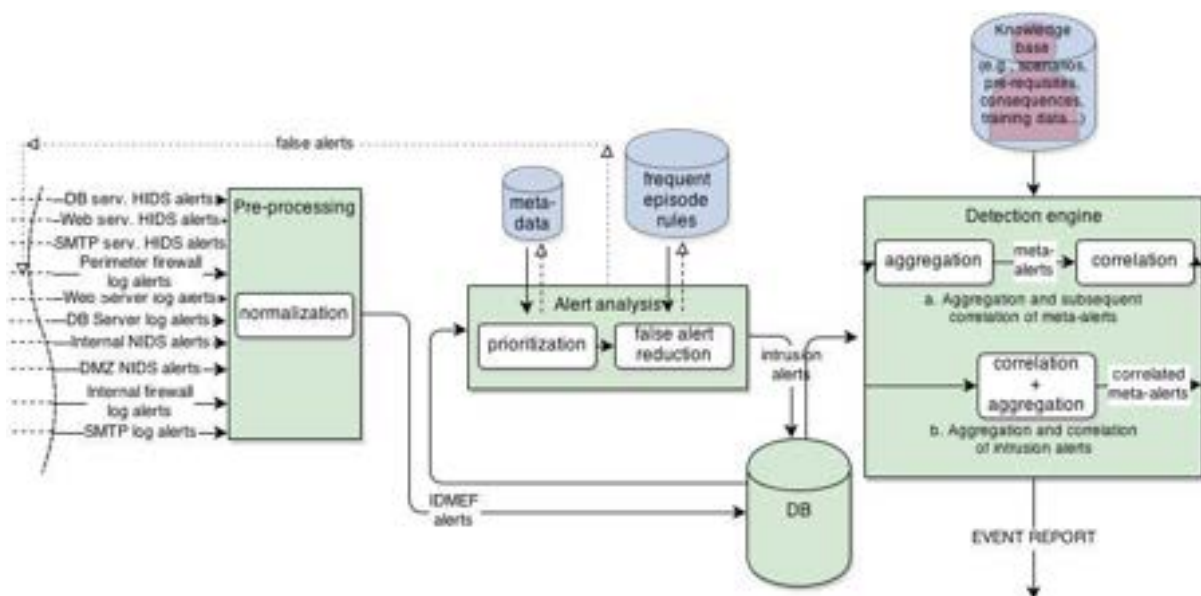 Knowledge
base
(e.g., scenarios,
pre-requisites,
consequences,
training data...)
false alerts
DB serv. HIDS alerts
Web serv. HIDS alerts
SMTP serv. HIDS alerts
Perimeter firewall
log alerts
Web Server log alerts
DB Server log alerts
Internal NIDS alerts
DMZ NIDS alerts
Internal firewall
log alerts
SMTP log alerts
Pre-processing
normalization
meta-
data
frequent
episode
rules
Alert analysis
prioritization
false alert
reduction
intrusion
alerts
IDMEF
alerts
DB
Detection engine
aggregation
meta-
alerts
correlation
a. Aggregation and subsequent
correlation of meta-alerts
correlation
+
aggregation
correlated
meta-alerts
b. Aggregation and correlation
of intrusion alerts
EVENT REPORT